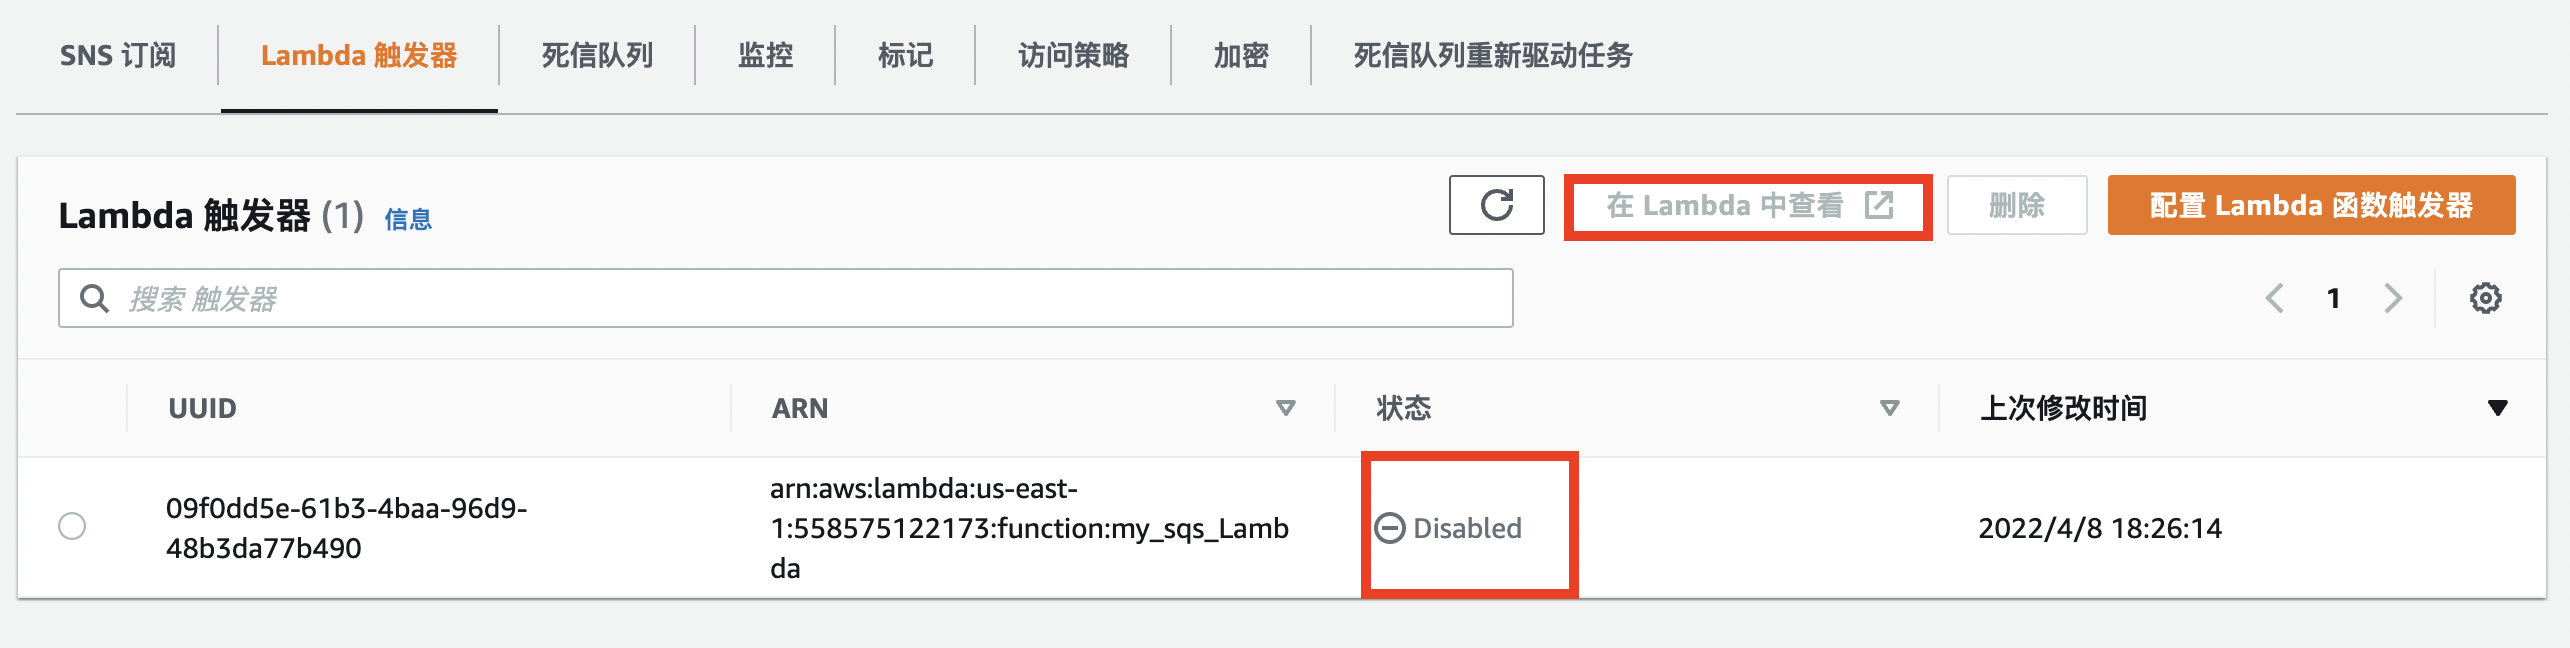 SNS 订阅
Lambda 触发器
死信队列
监控
标记
访问策略
加密
死信队列重新驱动任务
Lambda 触发器 (1) 信息
在 Lambda 中查看
删除
配置 Lambda 函数触发器
搜索 触发器
1
UUID
ARN
状态
上次修改时间
09f0dd5e-61b3-4baa-96d9-
48b3da77b490
arn:aws:lambda:us-east-
1:558575122173:function:my_sqs_Lamb
da
Disabled
2022/4/8 18:26:14